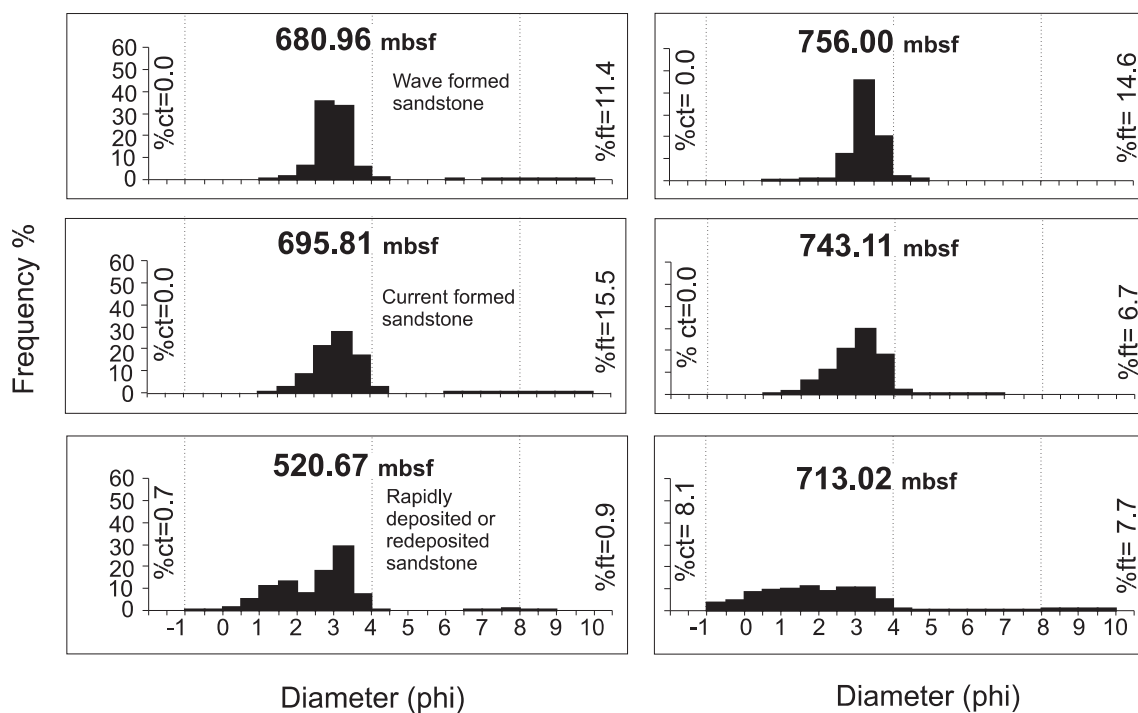 Frequency %
680.96 mbsf
Wave formed
sandstone
%ct=0.0
%ft=11.4
60
50
40
30
20
10
0
756.00 mbsf
%ct= 0.0
%ft= 14.6
695.81 mbsf
Current formed
sandstone
%ct=0.0
%ft=15.5
60
50
40
30
20
10
0
743.11 mbsf
% ct=0.0
%ft= 6.7
520.67 mbsf
Rapidly
deposited or
redeposited
sandstone
%ct=0.7
%ft=0.9
60
50
40
30
20
10
0
-1 0 1 2 3 4 5 6 7 8 9 10
713.02 mbsf
%ct= 8.1
%ft= 7.7
-1 0 1 2 3 4 5 6 7 8 9 10
Diameter (phi)
Diameter (phi)